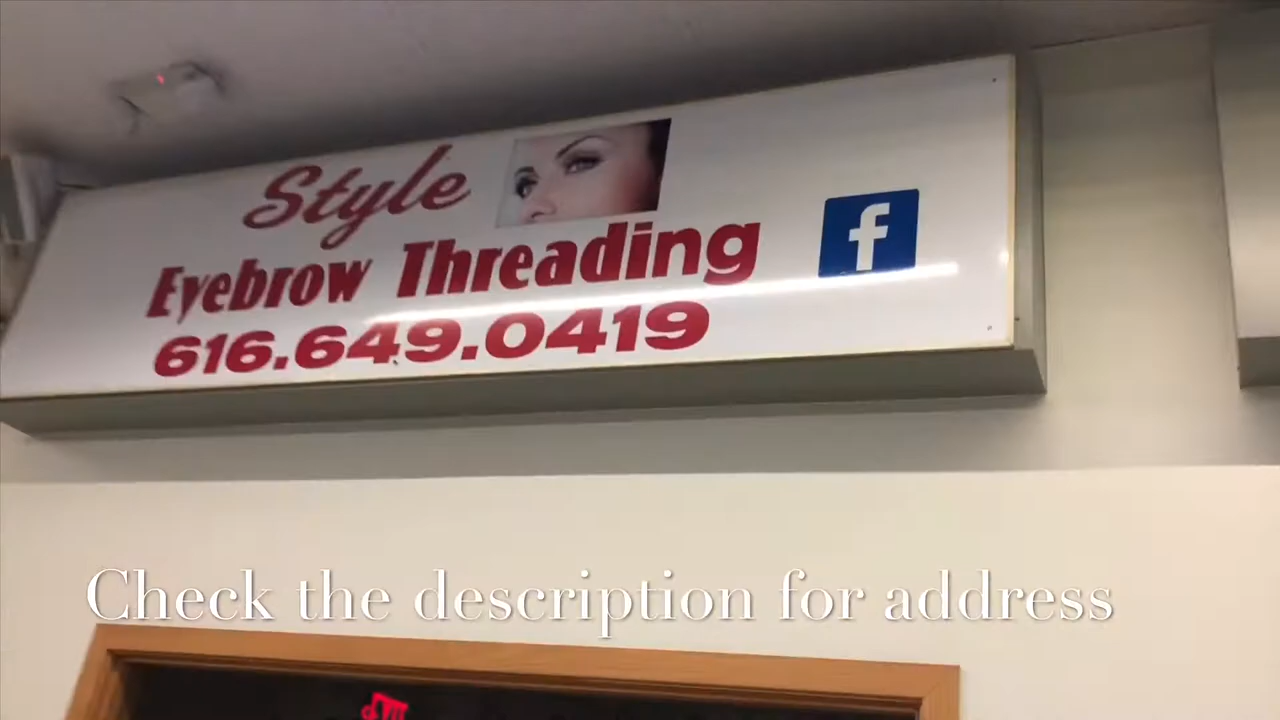 Style
Eyebrow Threading
f
616.649.0419
Check the description for address